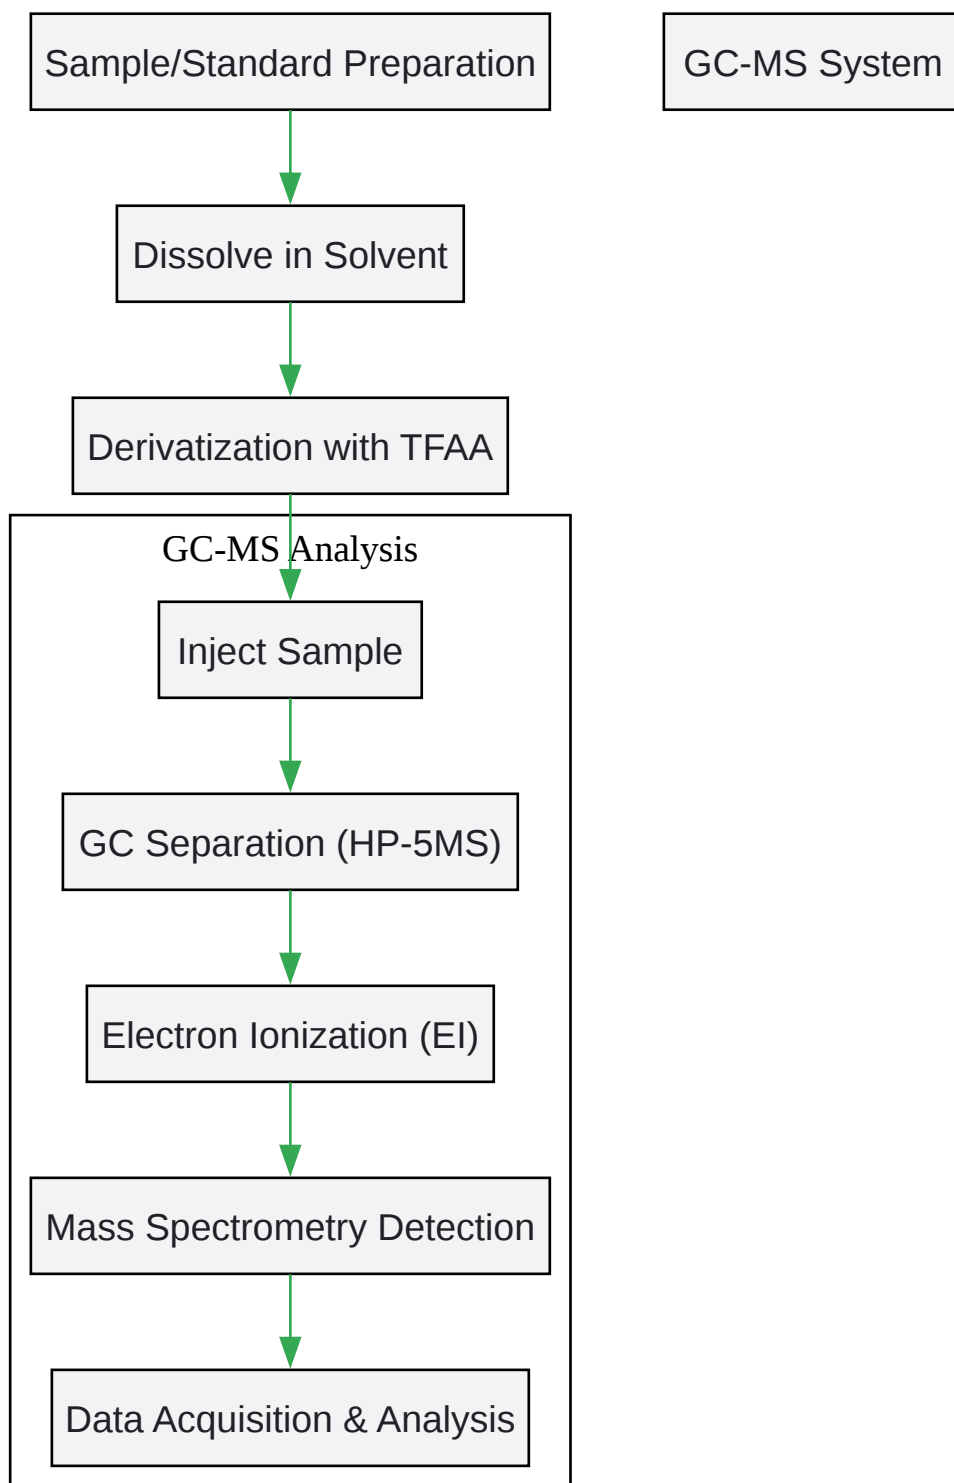 Sample/Standard Preparation
GC-MS System
Dissolve in Solvent
Derivatization with TFAA
GC-MS Analysis
Inject Sample
GC Separation (HP-5MS)
Electron Ionization (EI)
Mass Spectrometry Detection
Data Acquisition & Analysis